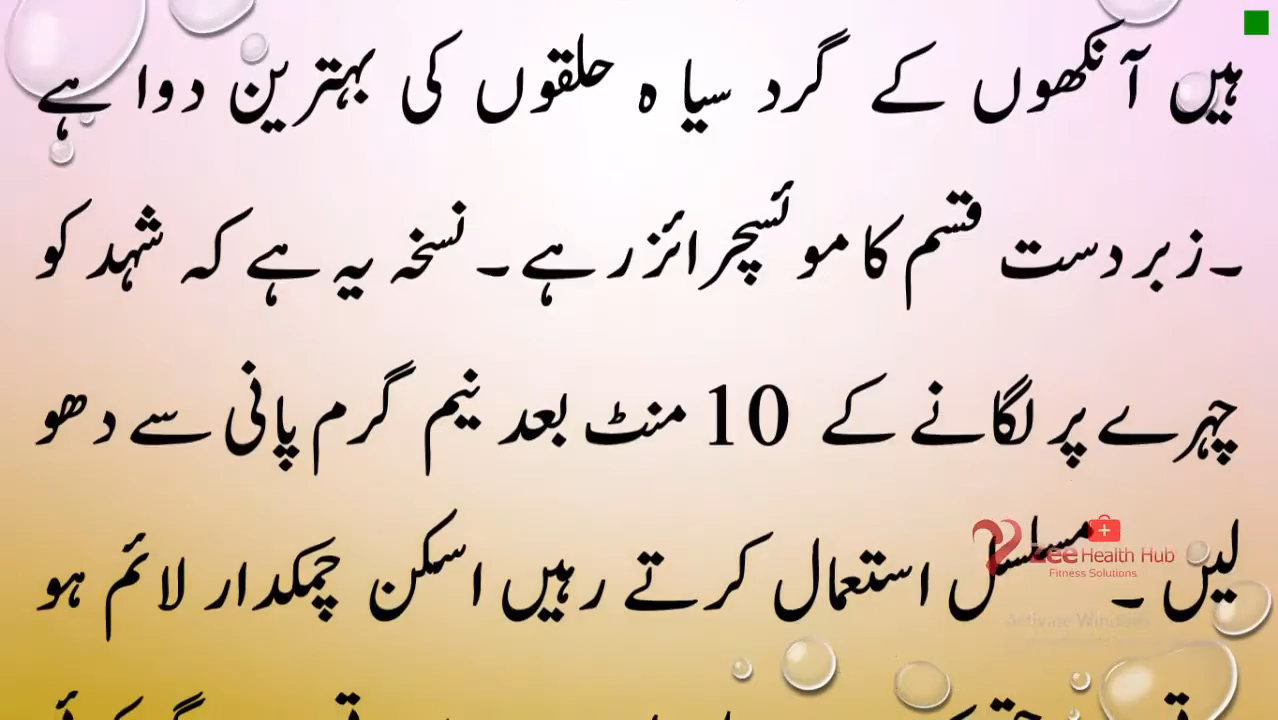 ہیں آنکھوں کے گرد سیا ہ حلقوں کی بہترین دوا ہے
۔زبردست قسم کا موئسچرائزر ہے۔ نسخہ یہ ہے کہ شہد کو
چہرے پر لگانے کے 10 منٹ بعد نیم گرم پانی سے دھو
لیں ۔ مسلسل استعمال کرتے رہیں اسکن چمکدار لائم ہو
Zee Health Hub
Fitness Solutions
Activate Windows